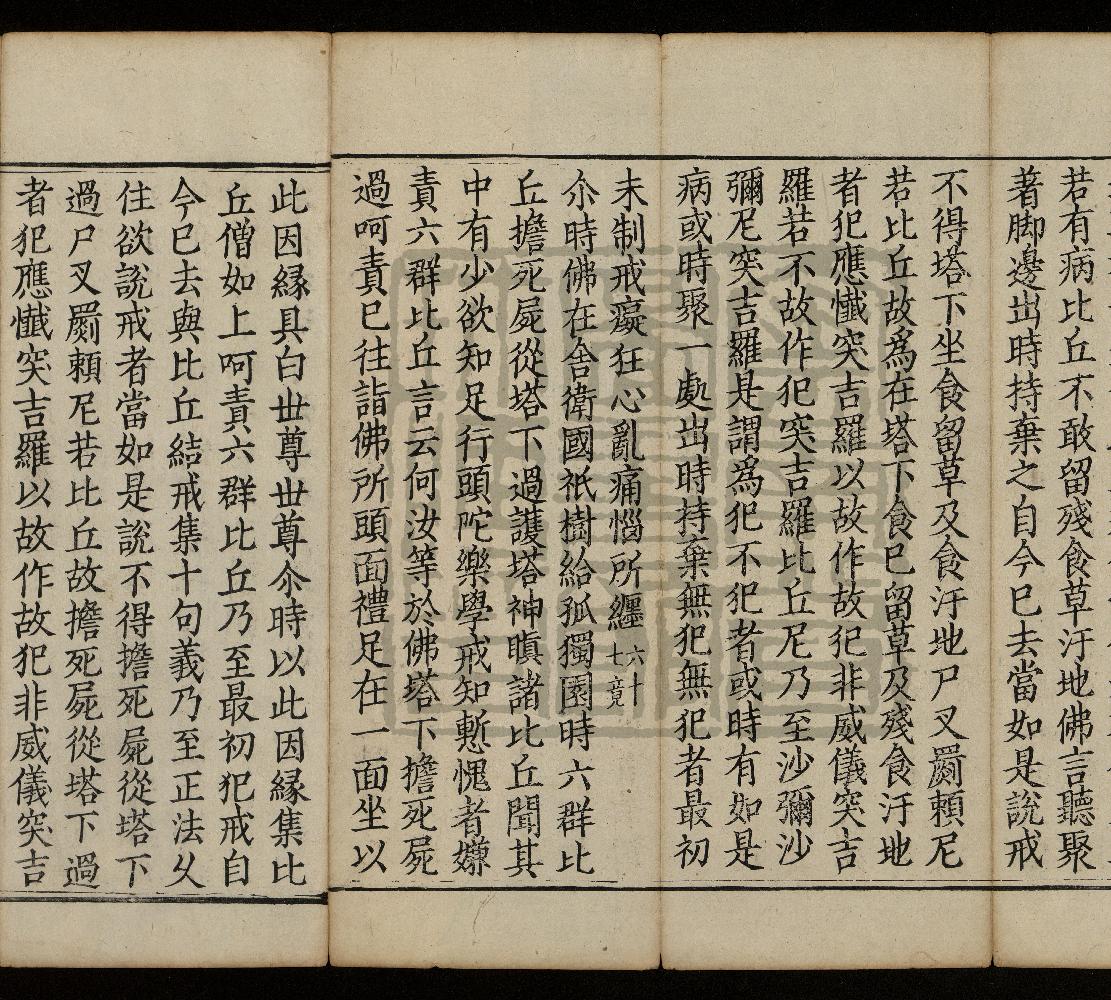 若有病比丘不敢留殘食草汙地佛言聽聚
著脚邊出時持棄之自今巳去當如是說戒
不得塔下坐食留草及食汙地尸叉罽賴尼
若比丘故爲在塔下食巳留草及殘食汙地
者犯應懺突吉羅以故作故犯非威儀突吉
羅若不故作犯突吉羅比丘尼乃至沙彌沙
彌尼突吉羅是謂爲犯不犯者或時有如是
病或時聚一處出時持棄無犯無犯者最初
未制戒癡狂心亂痛惱所纏六十七竟
尒時佛在舍衛國祇樹給孤獨園時六群比
丘擔死屍從塔下過護塔神瞋諸比丘聞其
中有少欲知足行頭陀樂學戒知慙愧者嫌
責六群比丘言云何汝等於佛塔下擔死屍
過呵責巳往詣佛所頭面禮足在一面坐以
此因緣具白世尊世尊尒時以此因緣集比
丘僧如上呵責六群比丘乃至最初犯戒自
今巳去與比丘結戒集十句義乃至正法久
住欲說戒者當如是說不得擔死屍從塔下
過尸叉罽賴尼若比丘故擔死屍從塔下過
者犯應懺突吉羅以故作故犯非威儀突吉